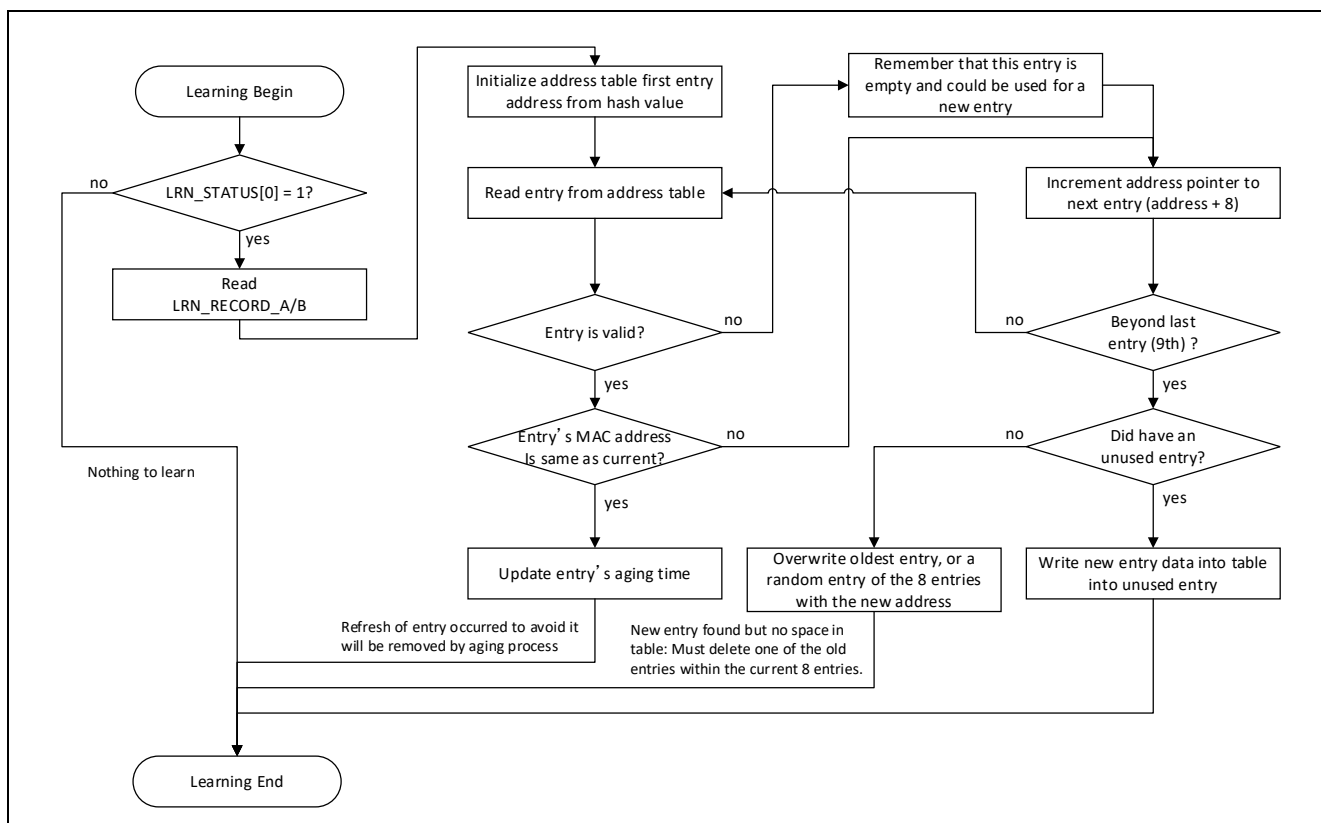 Learning Begin
no
LRN_STATUS[0] = 1?
yes
Read
LRN_RECORD_A/B
Nothing to learn
Initialize address table first entry
address from hash value
Read entry from address table
Entry is valid?
no
yes
Entry’s MAC address
Is same as current?
no
yes
Update entry’s aging time
Refresh of entry occurred to avoid it
will be removed by aging process
Remember that this entry is
empty and could be used for a
new entry
Increment address pointer to
next entry (address + 8)
no
Beyond last
entry (9th) ?
yes
no
Did have an
unused entry?
yes
Overwrite oldest entry, or a
random entry of the 8 entries
with the new address
New entry found but no space in
table: Must delete one of the old
entries within the current 8 entries.
Write new entry data into table
into unused entry
Learning End